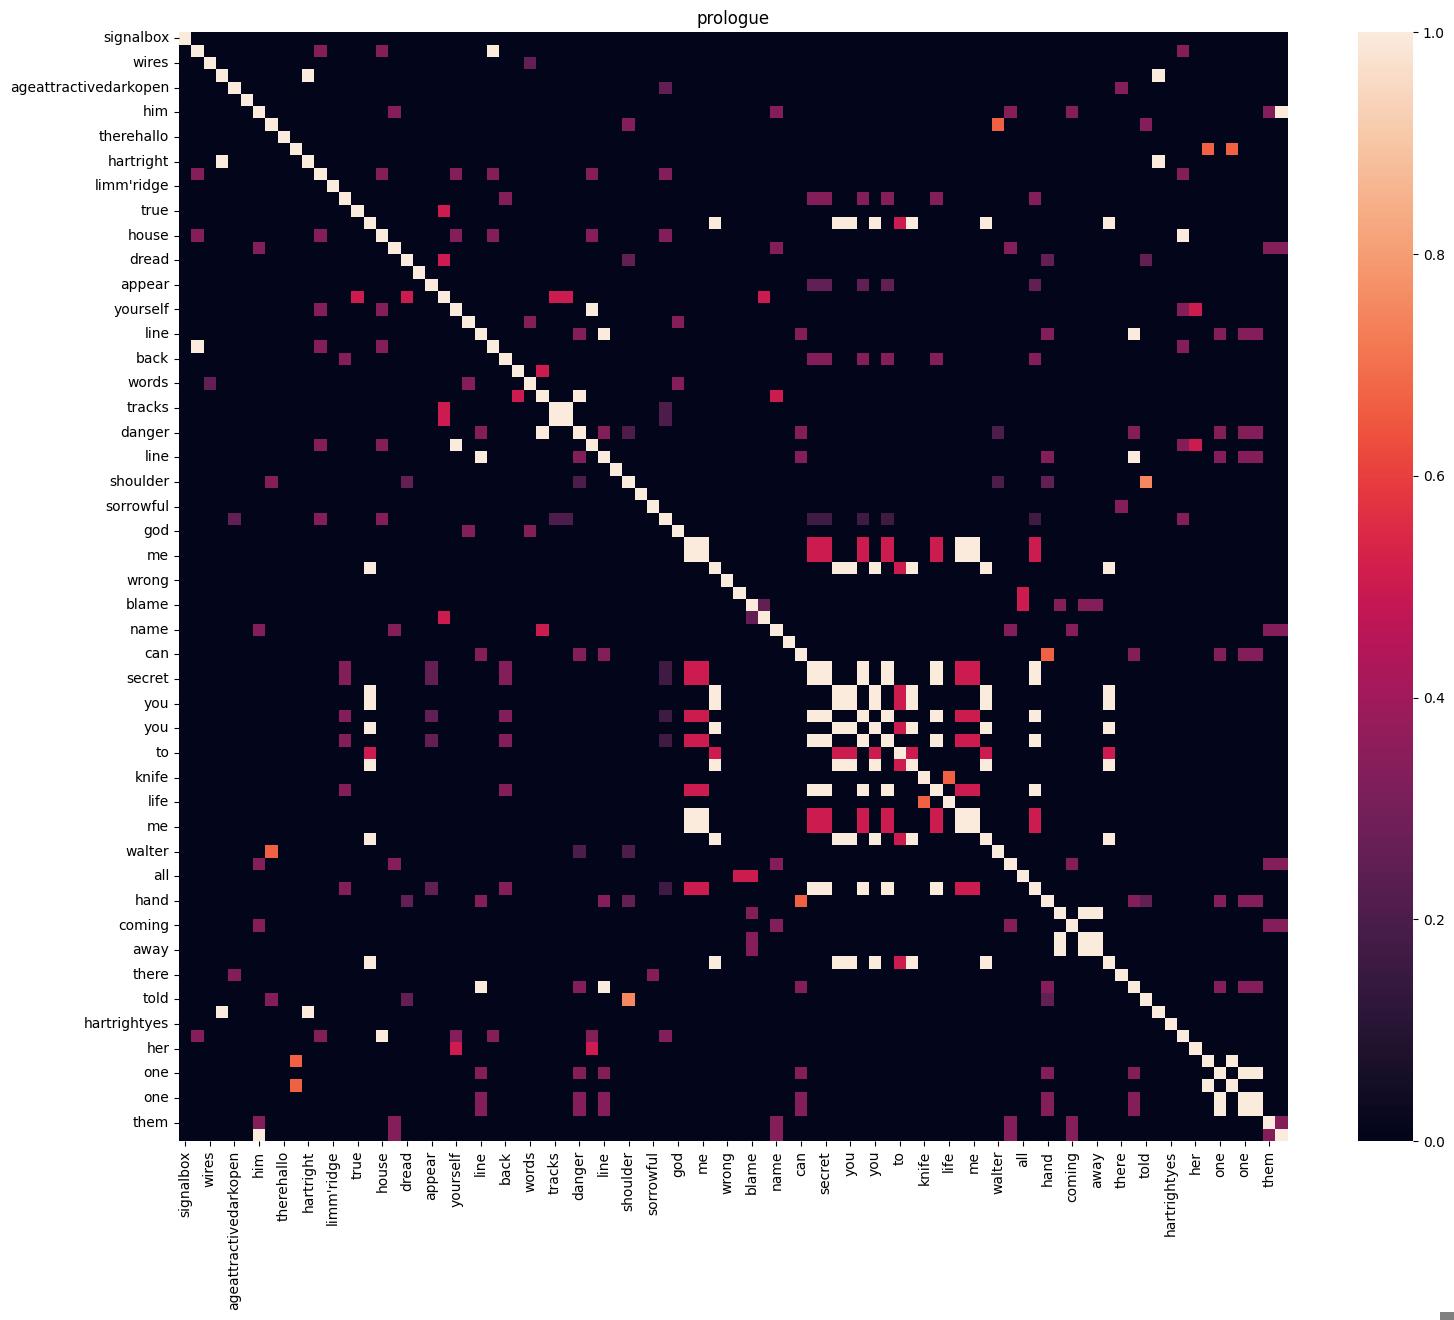 prologue
signalbox
wires
ageattractivedarkopen
him
therehallo
hartright
limm'ridge
true
house
dread
appear
yourself
line
back
words
tracks
danger
line
shoulder
sorrowful
god
me
wrong
blame
name
can
secret
you
you
to
knife
life
me
walter
all
hand
coming
away
there
told
hartrightyes
her
one
one
them
signalbox
wires
ageattractivedarkopen
him
therehallo
hartright
limm'ridge
true
house
dread
appear
yourself
line
back
words
tracks
danger
line
shoulder
sorrowful
god
me
wrong
blame
name
can
secret
you
you
to
knife
life
me
walter
all
hand
coming
away
there
told
hartrightyes
her
one
one
them
1.0
0.8
0.6
0.4
0.2
0.0